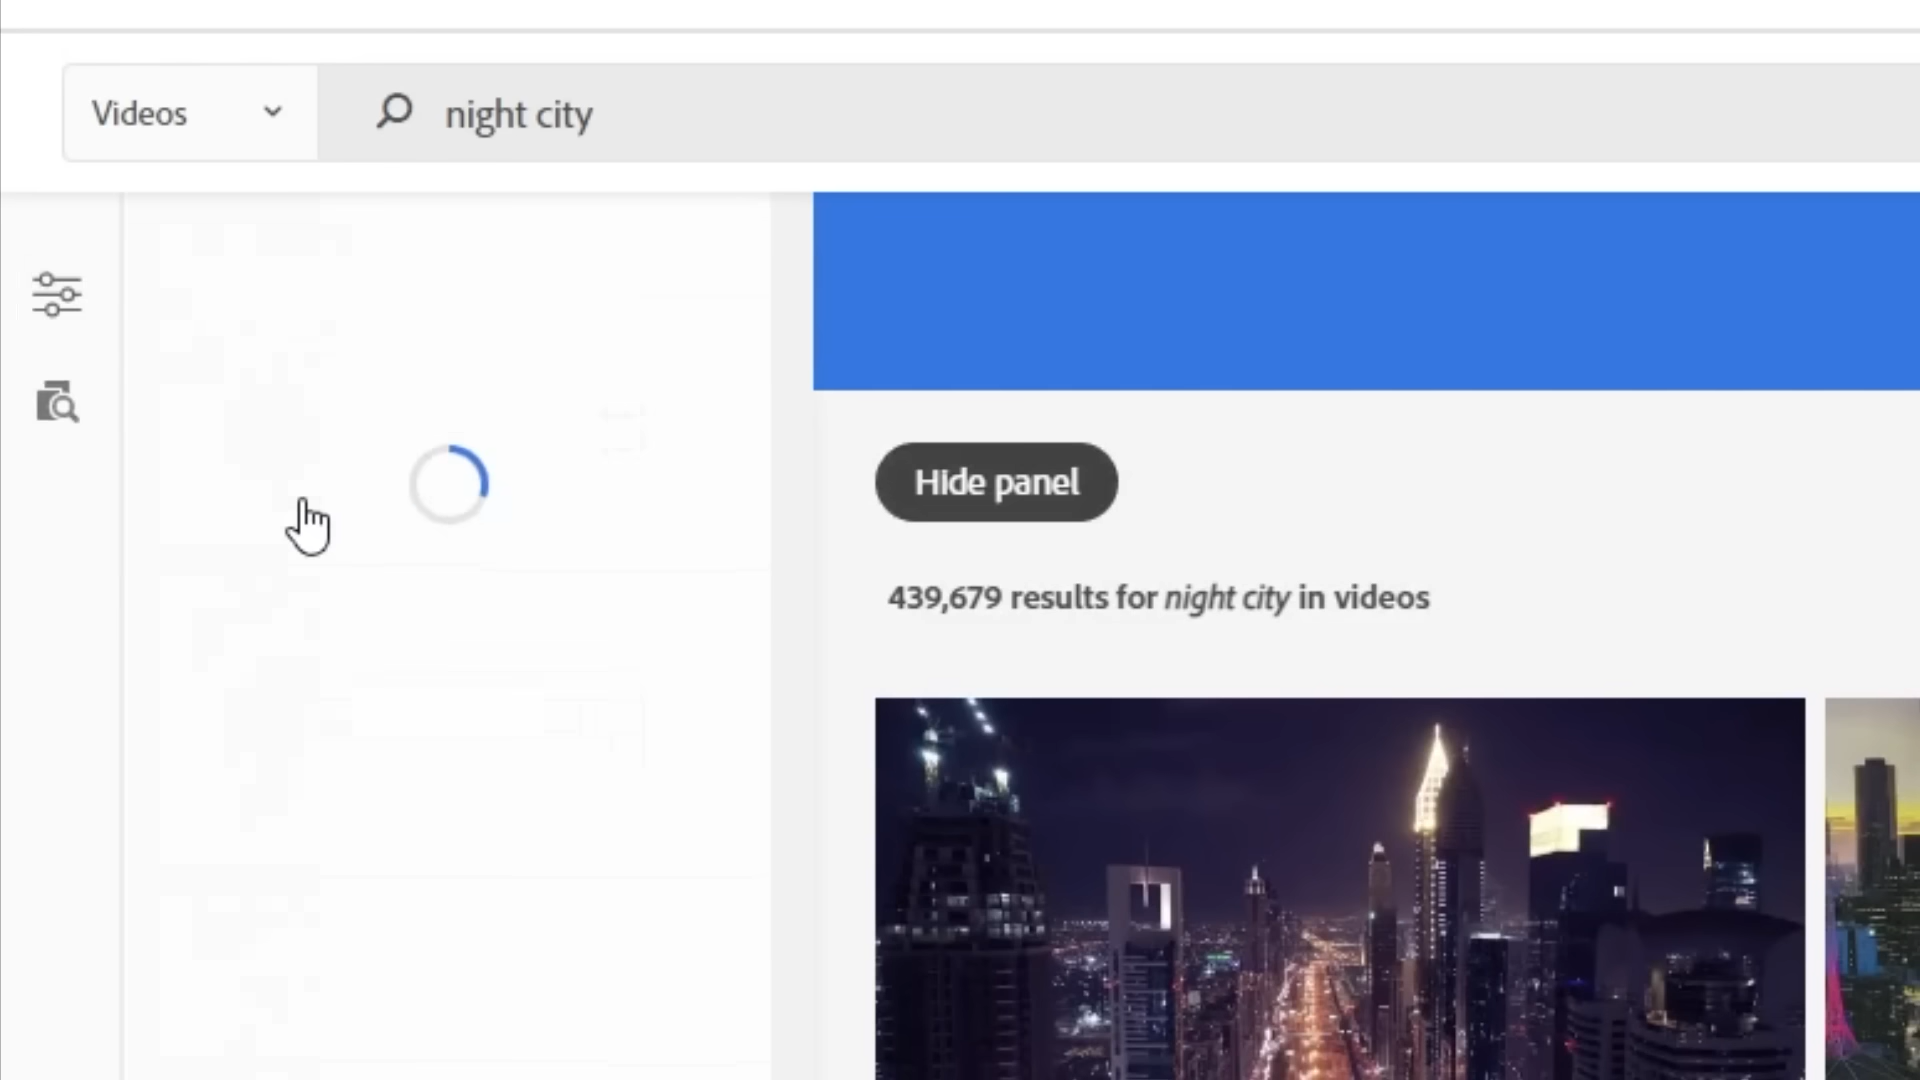 Videos
night city
Hide panel
439,679 results for night city in videos